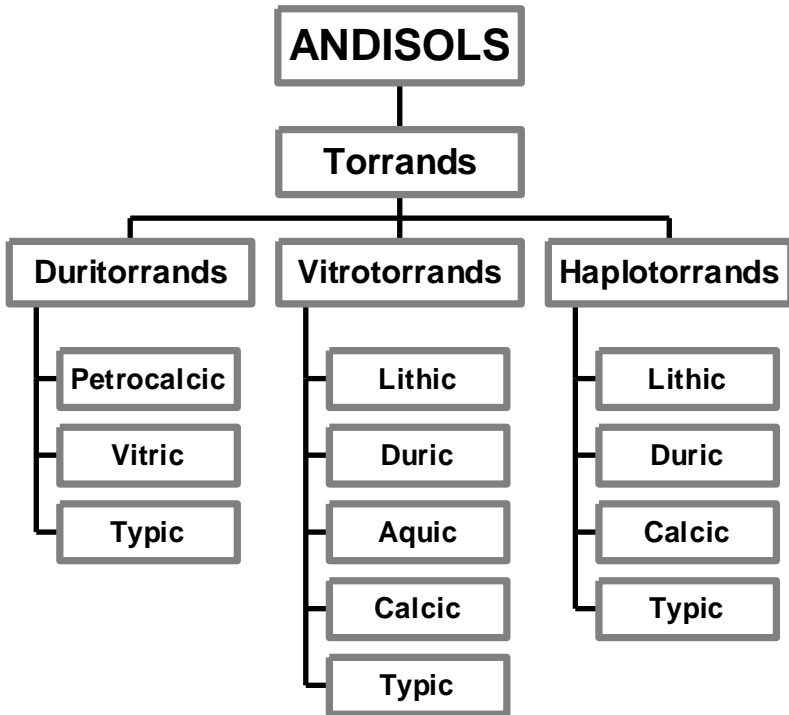 ANDISOLS
Torrands
Duritorrands
Vitrotorrands
Haplotorrands
Petrocalcic
Vitric
Typic
Lithic
Duric
Aquic
Calcic
Typic
Lithic
Duric
Calcic
Typic